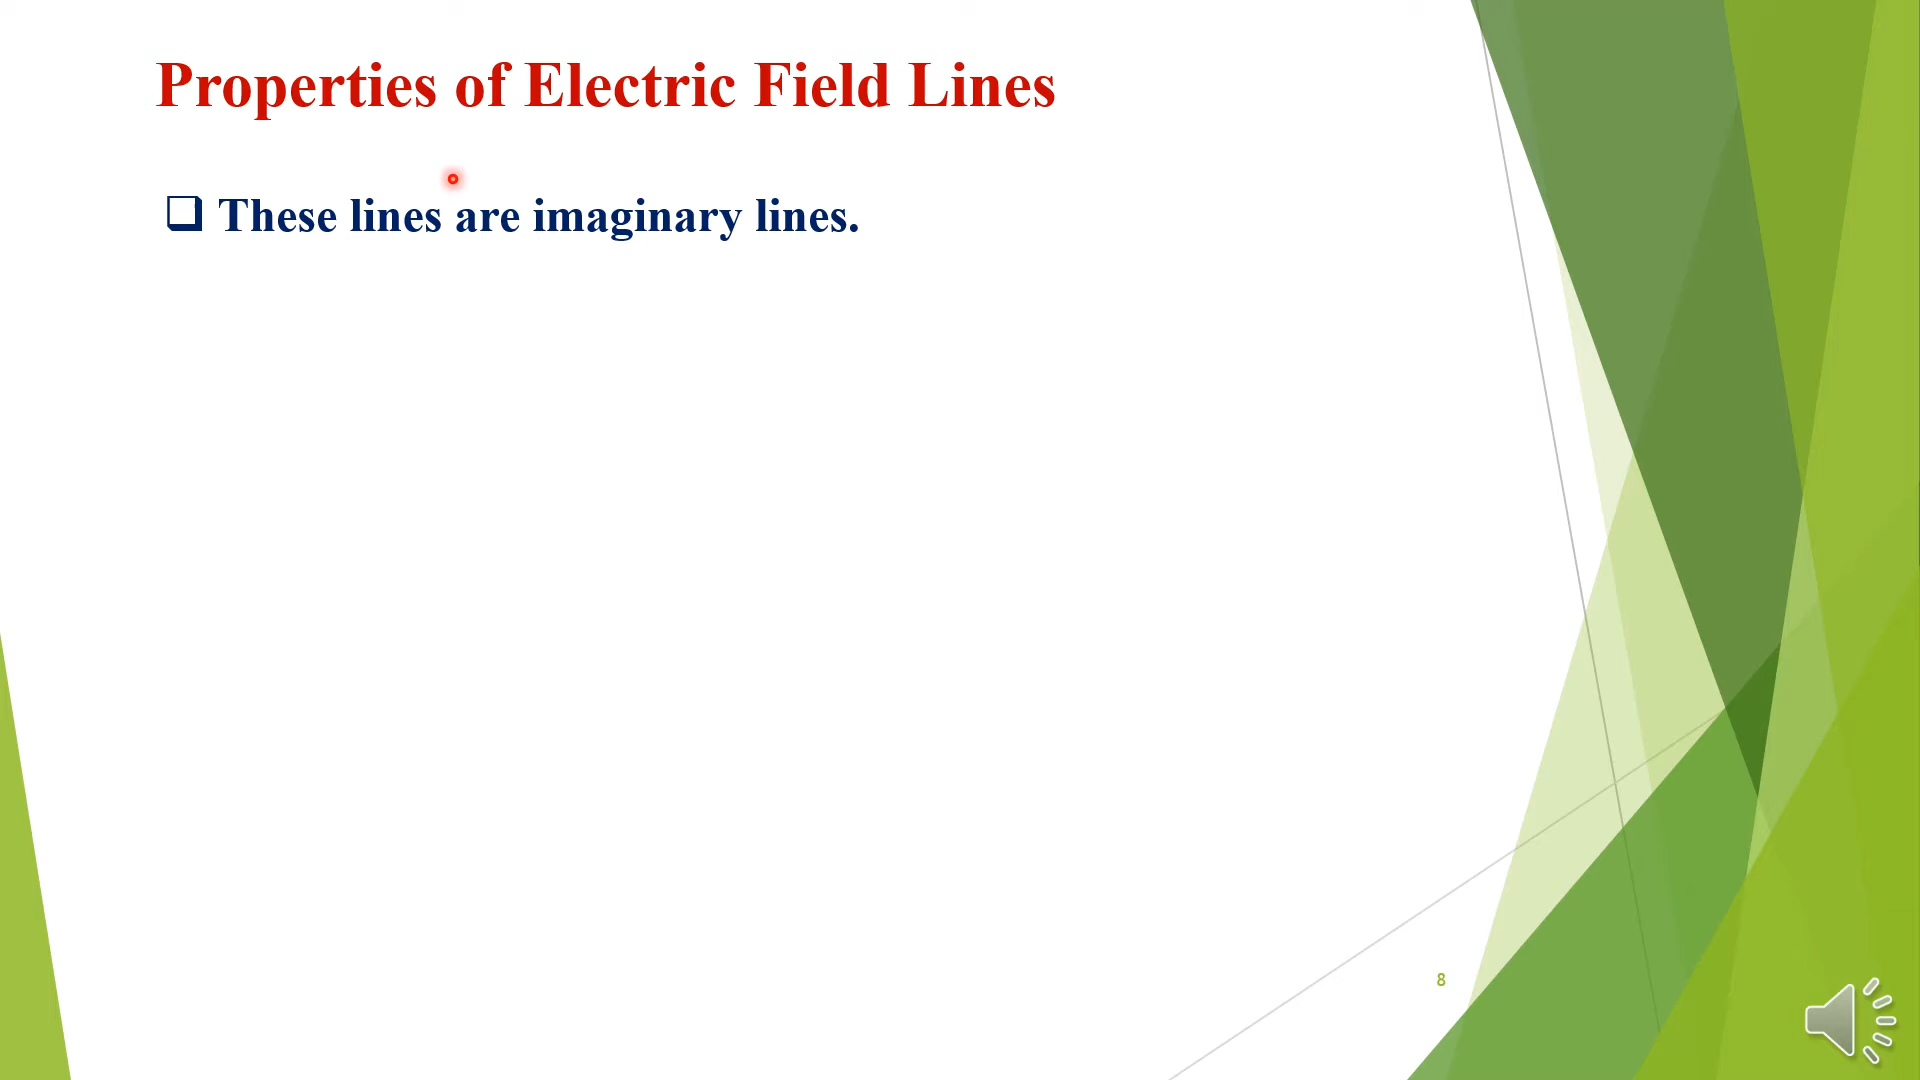 Properties of Electric Field Lines
❑ These lines are imaginary lines.
8